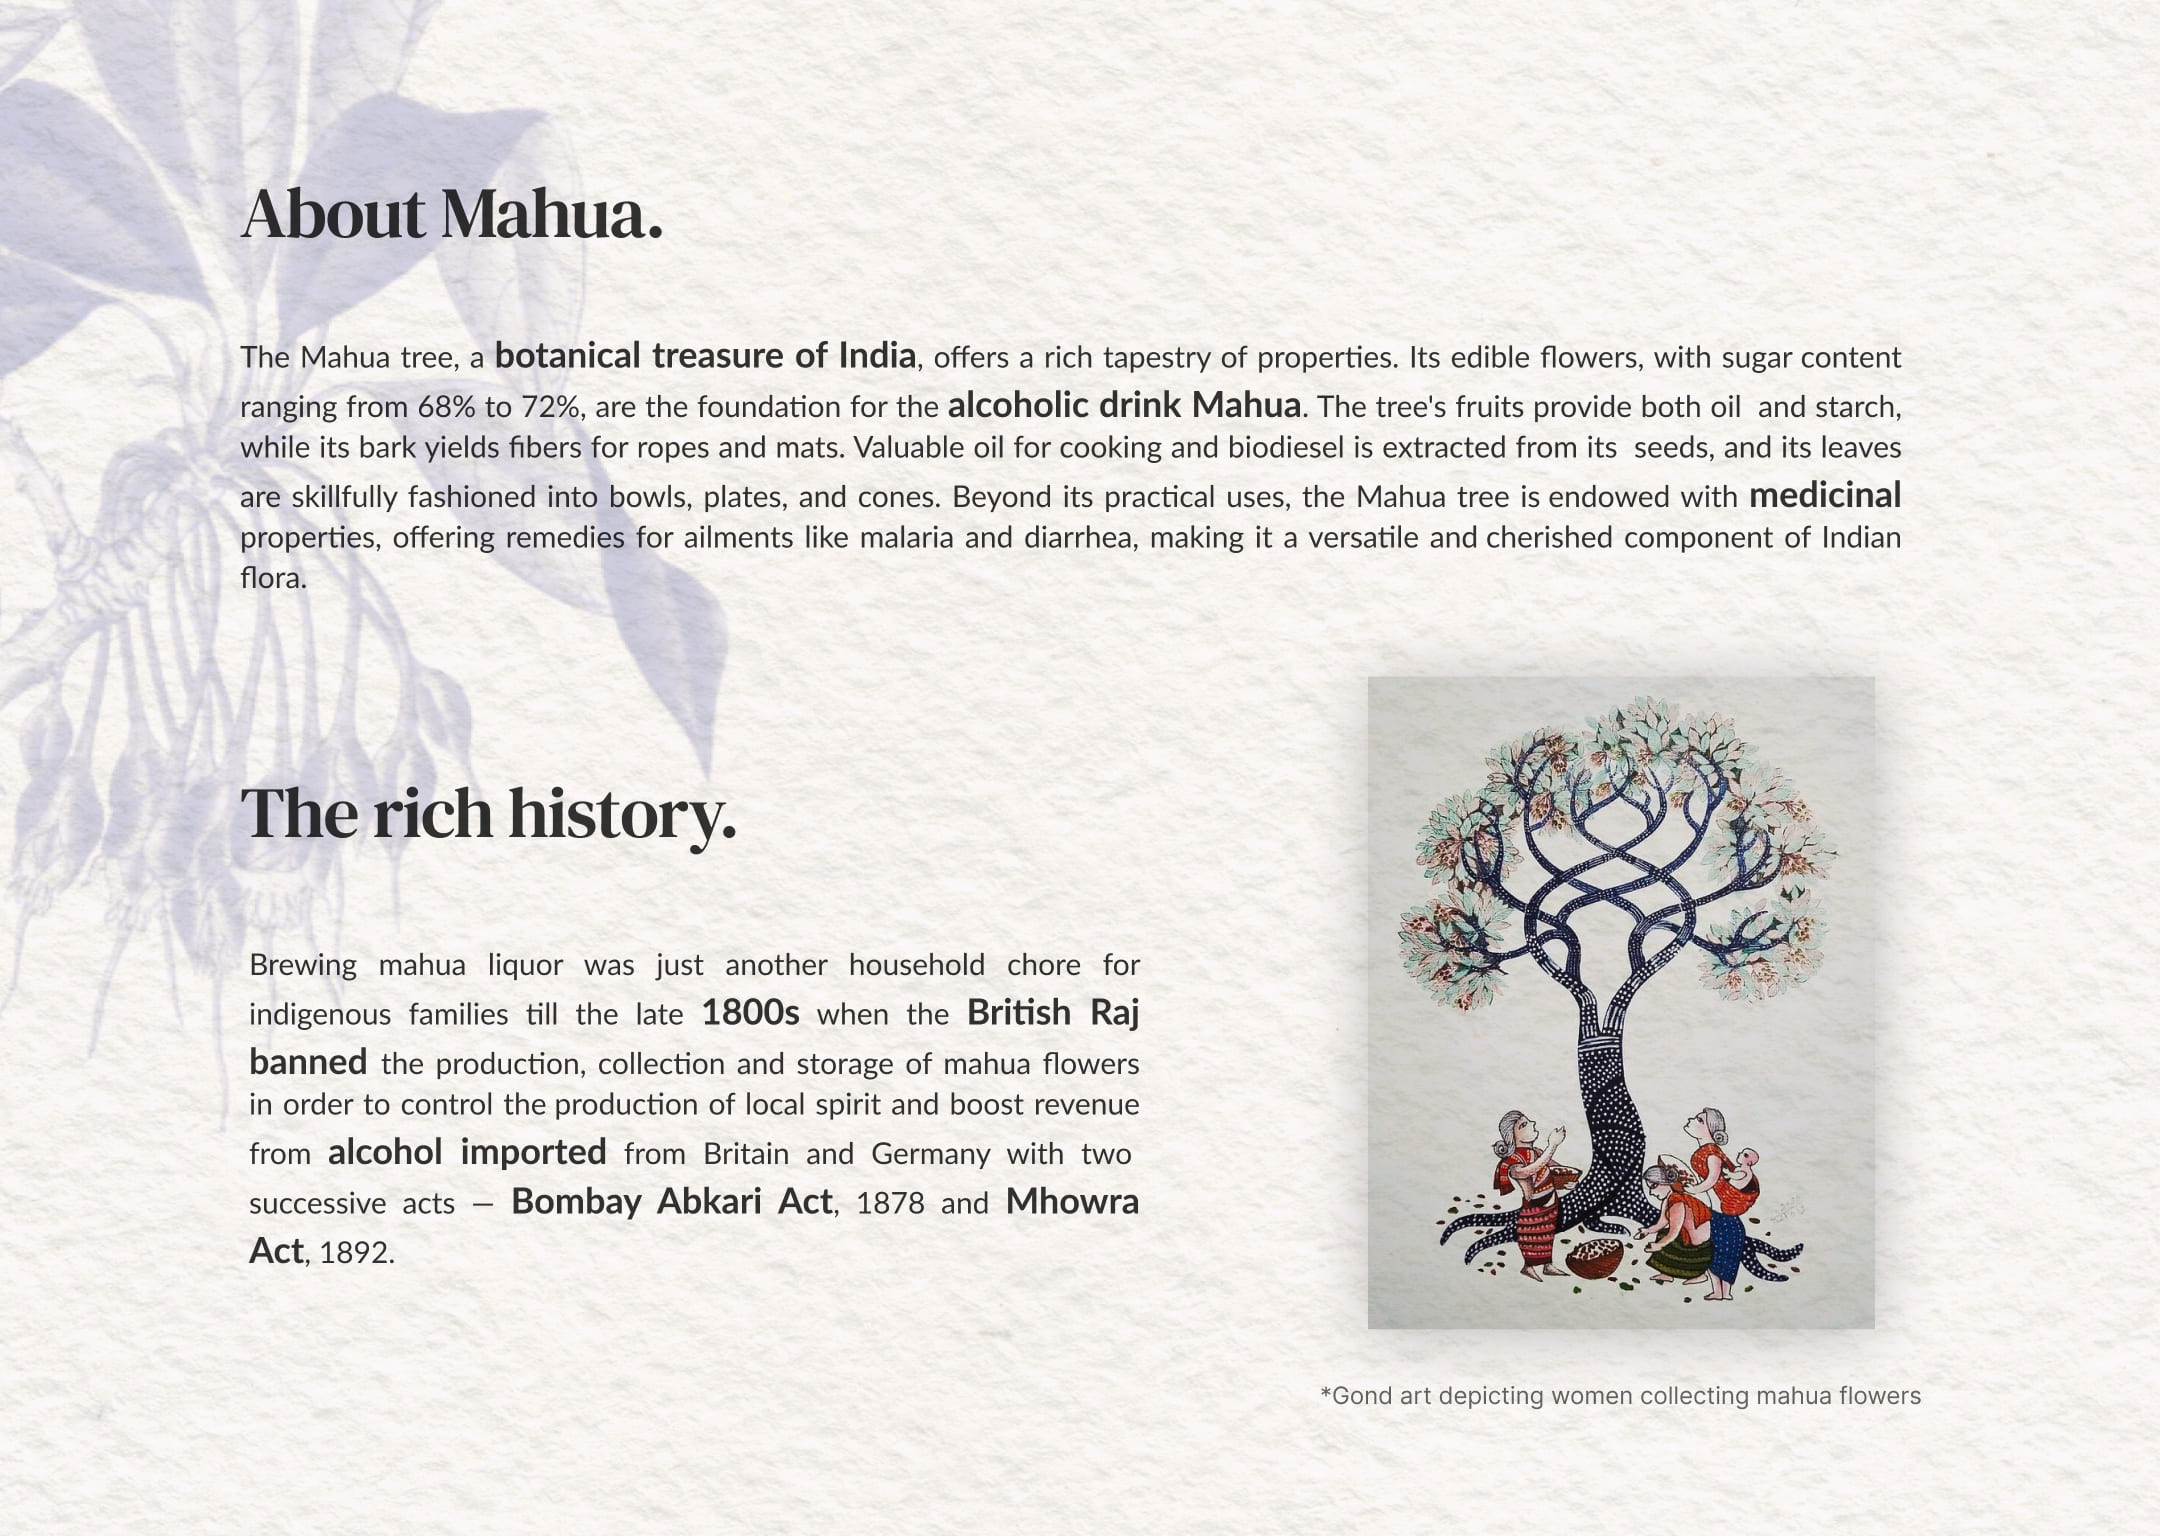 About Mahua.
The Mahua tree, a botanical treasure of India, offers a rich tapestry of properties. Its edible flowers, with sugar content
ranging from 68% to 72%, are the foundation for the alcoholic drink Mahua. The tree's fruits provide both oil and starch,
while its bark yields fibers for ropes and mats. Valuable oil for cooking and biodiesel is extracted from its seeds, and its leaves
are skillfully fashioned into bowls, plates, and cones. Beyond its practical uses, the Mahua tree is endowed with medicinal
properties, offering remedies for ailments like malaria and diarrhea, making it a versatile and cherished component of Indian
flora.
The rich history.
Brewing mahua liquor was just another household chore for
indigenous families till the late 1800s when the British Raj
banned the production, collection and storage of mahua flowers
in order to control the production of local spirit and boost revenue
from alcohol imported from Britain and Germany with two
successive acts – Bombay Abkari Act, 1878 and Mhowra
Act, 1892.
*Gond art depicting women collecting mahua flowers